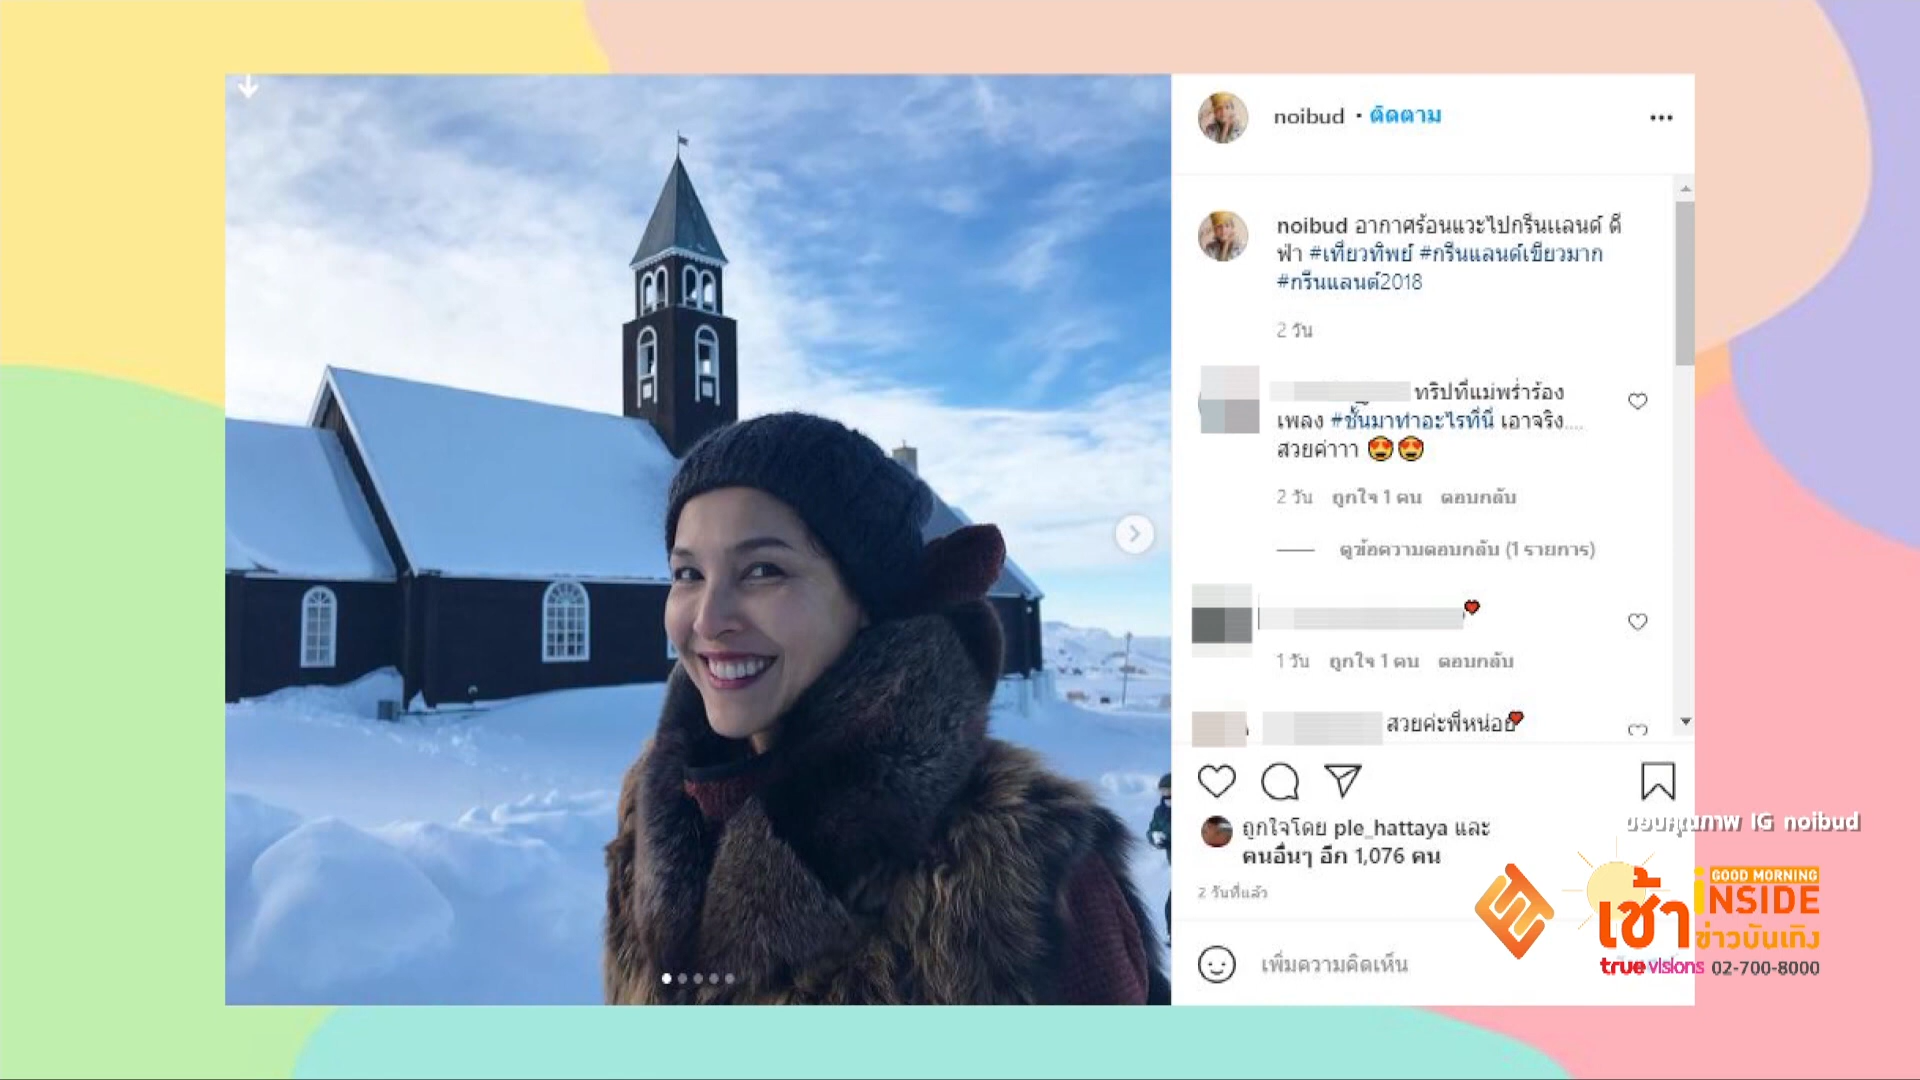 noibud • ติดตาม
noibud อากาศร้อนแวะไปกรีนแลนด์ ดี
ฟ่า #เที่ยวทิพย์ #กรีนแลนด์เขียวมาก
#กรีนแลนด์2018
2 วัน
ทริปที่แม่พร่ำร้อง
เพลง #ชั้นมาทำอะไรที่นี่ เอาจริง....
สวยค่าาา
2 วัน ถูกใจ 1 คน ตอบกลับ
ดูข้อความตอบกลับ (1 รายการ)
1 วัน ถูกใจ 1 คน ตอบกลับ
สวยค่ะพี่หน่อย
ถูกใจโดย ple_hattaya และ
คนอื่นๆ อีก 1,076 คน
2 วันที่แล้ว
เพิ่มความคิดเห็น
ขอบคุณภาพ IG noibud
GOOD MORNING
เช้า iNSIDE
ข่าวบันเทิง
truevisions 02-700-8000